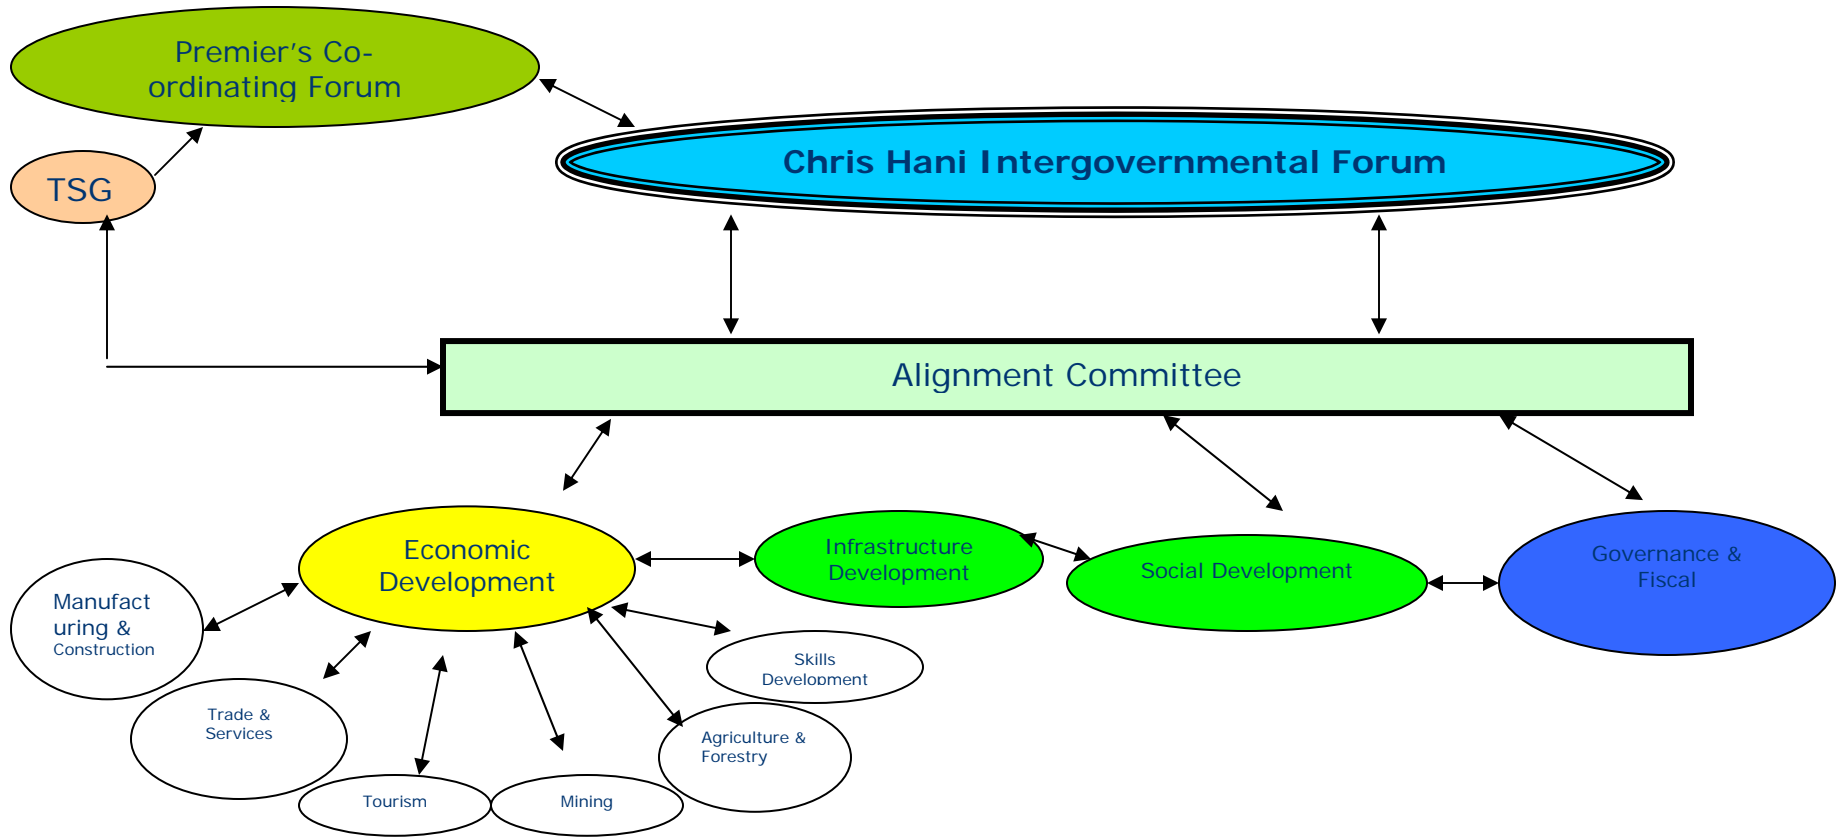 Premier's Co-
ordinating Forum
TSG
Chris Hani Intergovernmental Forum
Alignment Committee
Economic
Development
Infrastructure
Development
Social Development
Governance &
Fiscal
Manufact
uring &
Construction
Trade &
Services
Tourism
Mining
Agriculture &
Forestry
Skills
Development